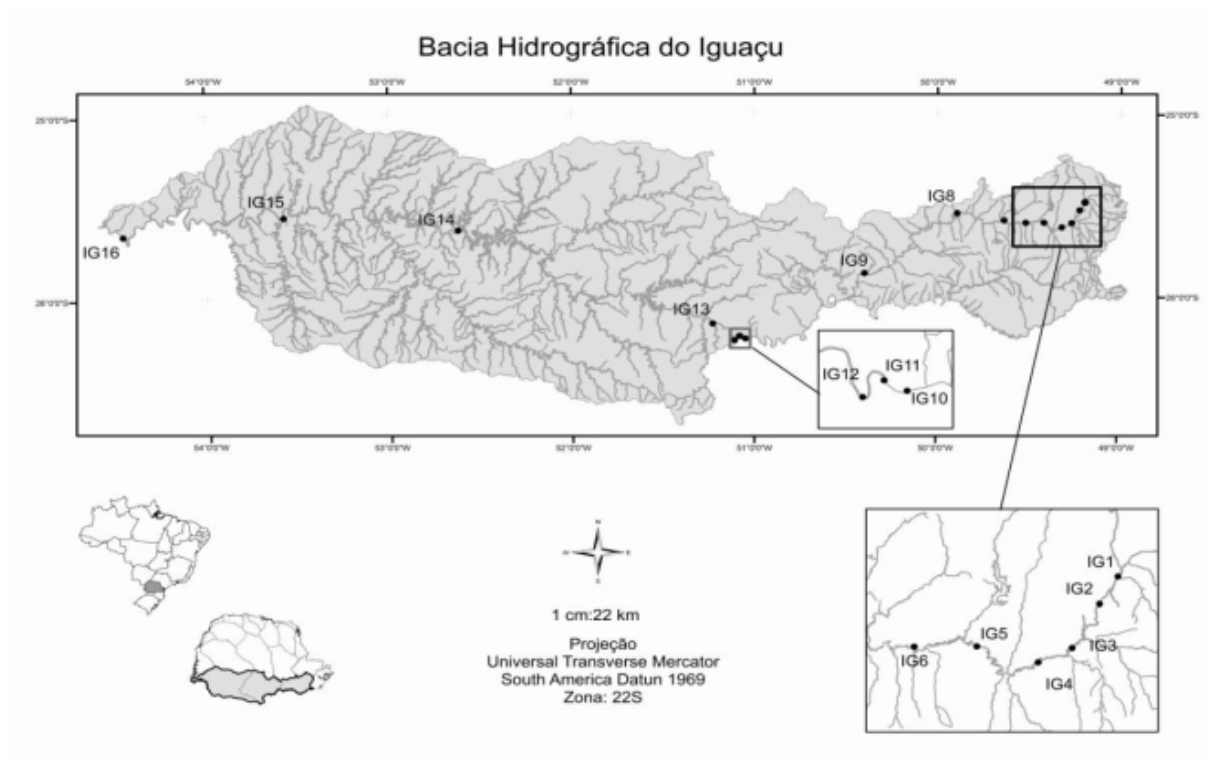 Bacia Hidrográfica do Iguaçu
54°0'0"W 53°0'0"W 52°0'0"W 51°0'0"W 50°0'0"W 49°0'0"W
25°0'0"S 25°0'0"S
IG15
IG14
IG8
IG16
IG9
26°0'0"S 26°0'0"S
IG13
IG12
IG11
IG10
54°0'0"W 53°0'0"W 52°0'0"W 51°0'0"W 50°0'0"W 49°0'0"W
N
W E
S
1 cm:22 km
Projeção
Universal Transverse Mercator
South America Datun 1969
Zona: 22S
IG1
IG2
IG5
IG3
IG6
IG4